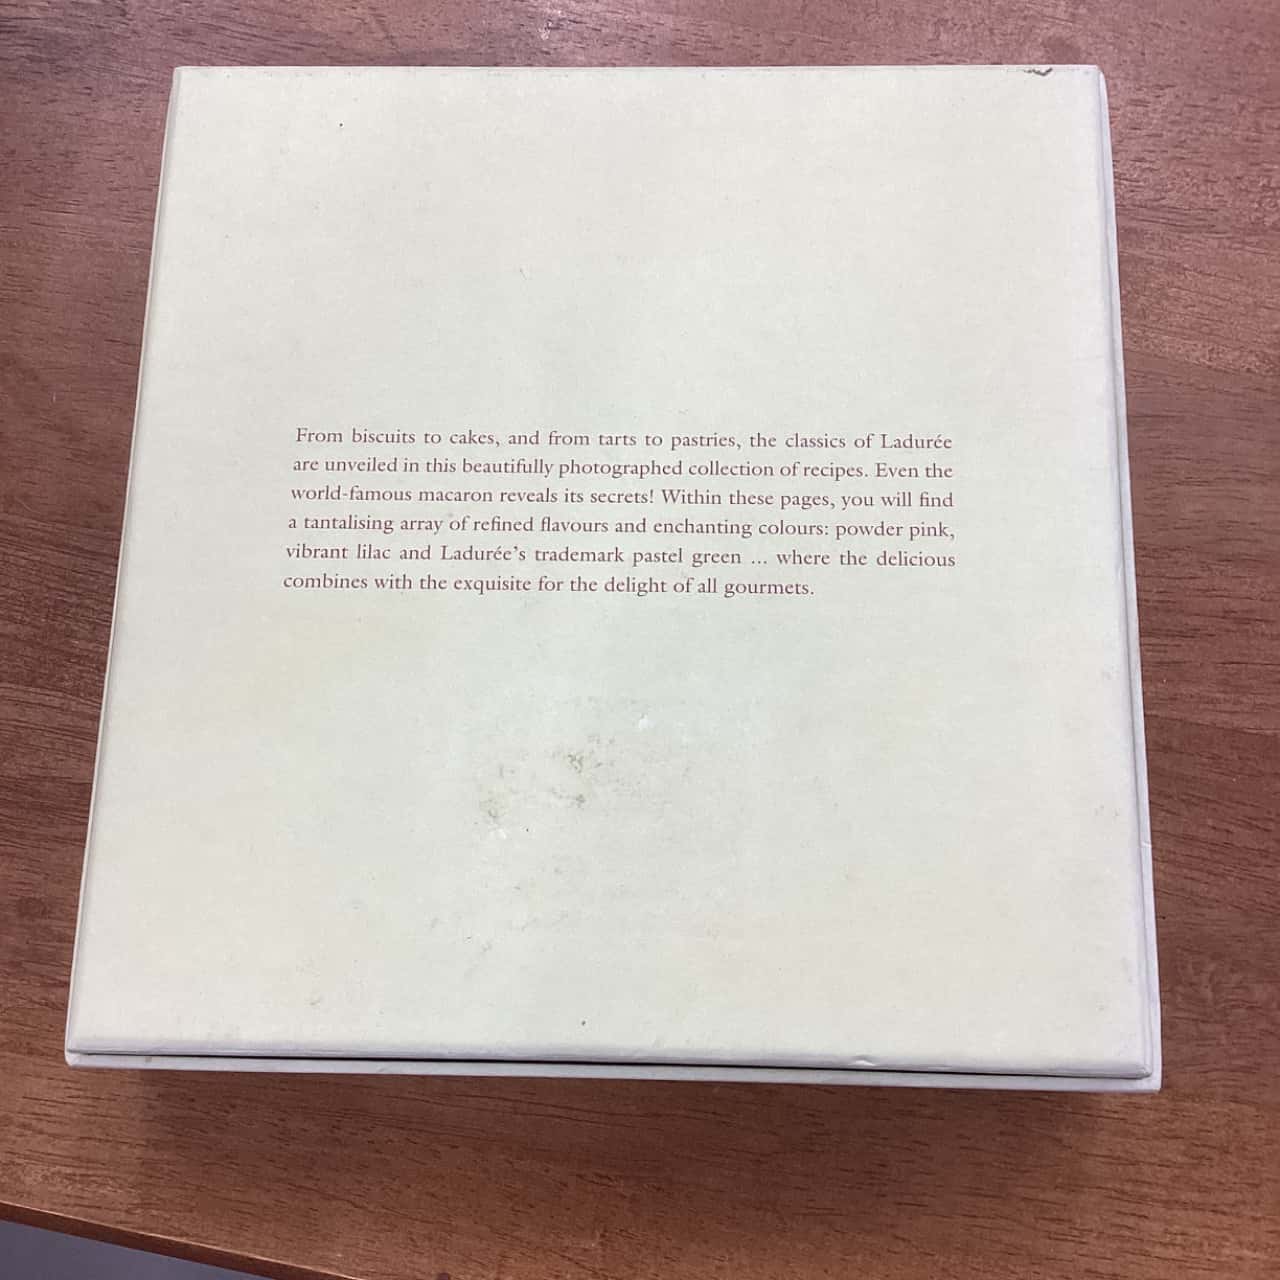 From biscuits to cakes, and from tarts to pastries, the classics of Ladurée
are unveiled in this beautifully photographed collection of recipes. Even the
world-famous macaron reveals its secrets! Within these pages, you will find
a tantalising array of refined flavours and enchanting colours: powder pink,
vibrant lilac and Ladurée's trademark pastel green ... where the delicious
combines with the exquisite for the delight of all gourmets.